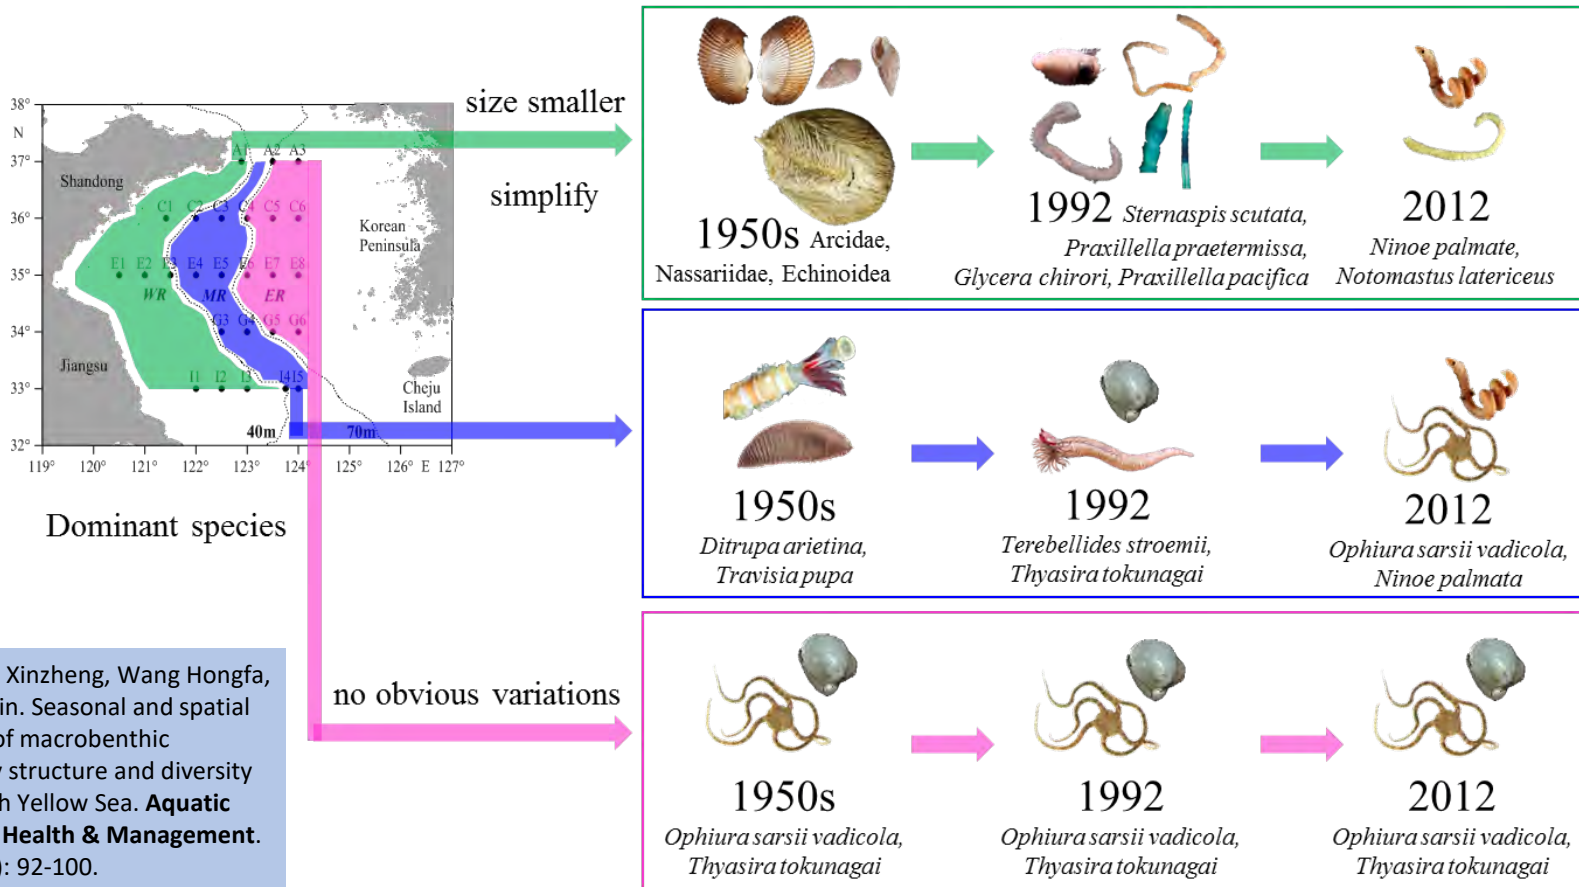 38°
N
37°
36°
35°
34°
33°
32°
119°
120°
121°
122°
123°
124°
125°
126° E 127°
Shandong
Jiangsu
Korean
Peninsula
Cheju
Island
A1 A2 A3
C1 C2 C3 C4 C5 C6
E1 E2 E3 E4 E5 E6 E7 E8
WR MR ER
G3 G4 G5 G6
I1 I2 I3 I4 I5
40m
70m
Dominant species
size smaller
simplify
no obvious variations
1950s Arcidae,
Nassariidae, Echinoidea
1992 Sternaspis scutata,
Praxillella praetermissa,
Glycera chirori, Praxillella pacifica
2012
Ninoe palmate,
Notomastus latericeus
1950s
Ditrupa arietina,
Travisia pupa
1992
Terebellides stroemii,
Thyasira tokunagai
2012
Ophiura sarsii vadicola,
Ninoe palmata
1950s
Ophiura sarsii vadicola,
Thyasira tokunagai
1992
Ophiura sarsii vadicola,
Thyasira tokunagai
2012
Ophiura sarsii vadicola,
Thyasira tokunagai
Xinzheng, Wang Hongfa,
in. Seasonal and spatial
of macrobenthic
y structure and diversity
h Yellow Sea. Aquatic
Health & Management.
): 92-100.